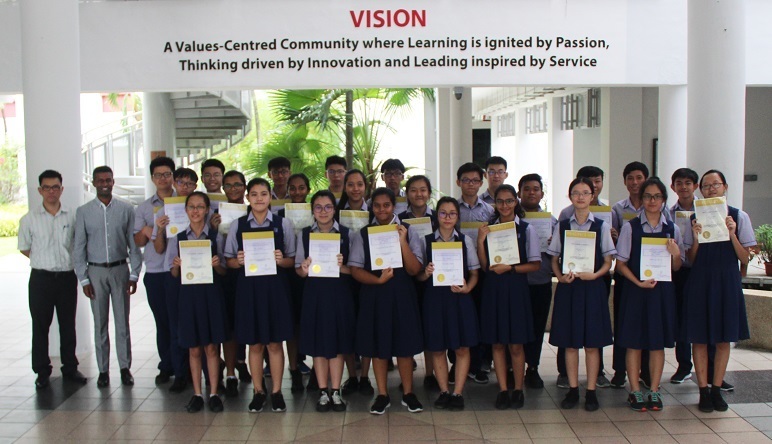 VISION
A Values-Centred Community where Learning is ignited by Passion,
Thinking driven by Innovation and Leading inspired by Service